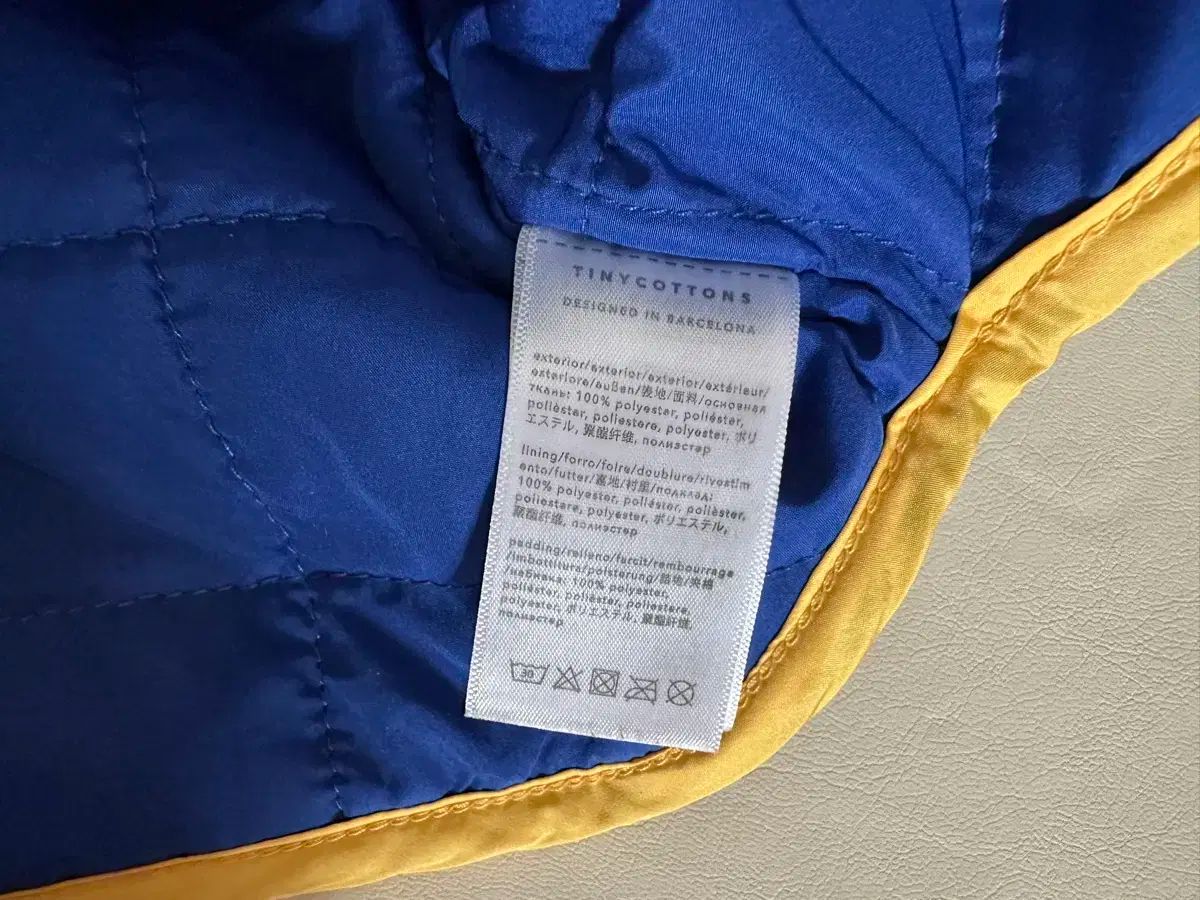 TINYCOTTONS
DESIGNED IN BARCELONA
exterior/exterior/exterior/extérieur/
esteriore/außen/表地/面料/основная
ткань: 100% polyester, poliéster,
polièster, poliestere, polyester, ポリ
エステル, 聚酯纤维, полиэстер
lining/forro/folre/doublure/rivestim
ento/futter/裏地/衬里/подклад:
100% polyester, poliéster, polièster,
poliestere, polyester, ポリエステル,
聚酯纤维, полиэстер
padding/relleno/farcit/rembourrage
/imbottitura/polsterung/詰物/夹棉
/набивка: 100% polyester,
poliéster, polièster, poliestere,
polyester, ポリエステル, 聚酯纤维,
полиэстер
30